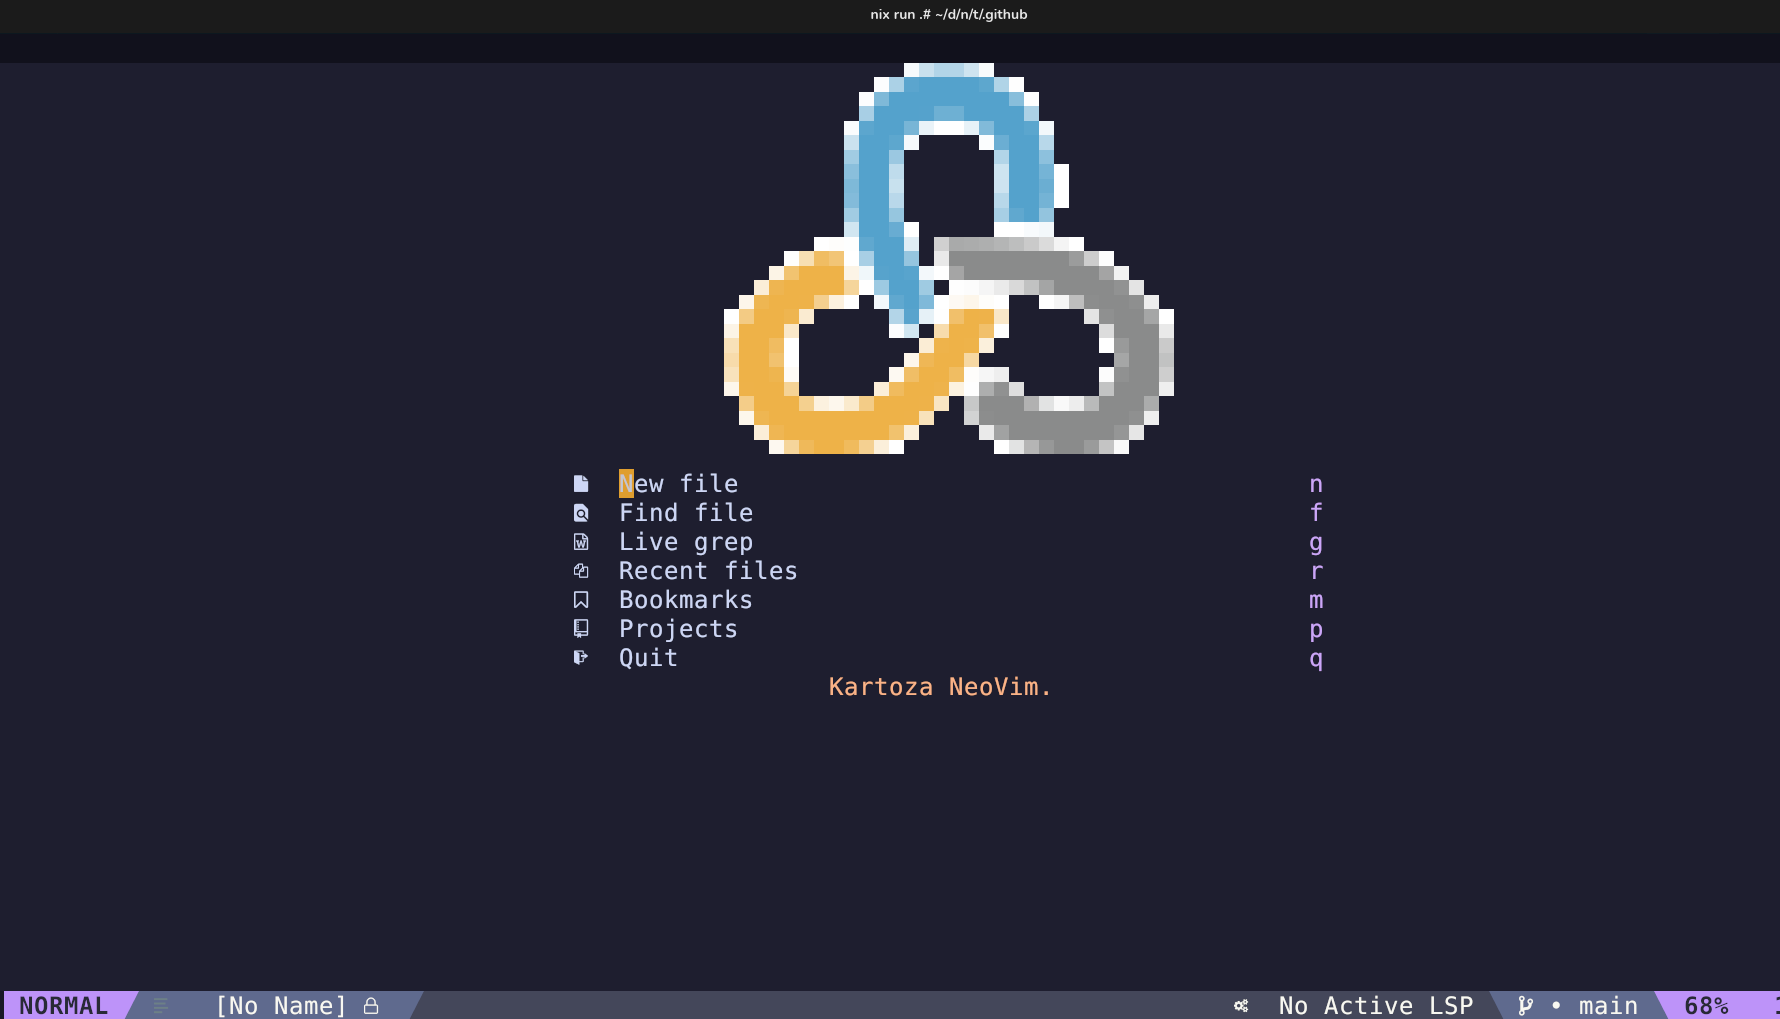 nix run .# ~/d/n/t/.github
New file n
Find file f
Live grep g
Recent files r
Bookmarks m
Projects p
Quit q
Kartoza NeoVim.
NORMAL [No Name] No Active LSP • main 68%